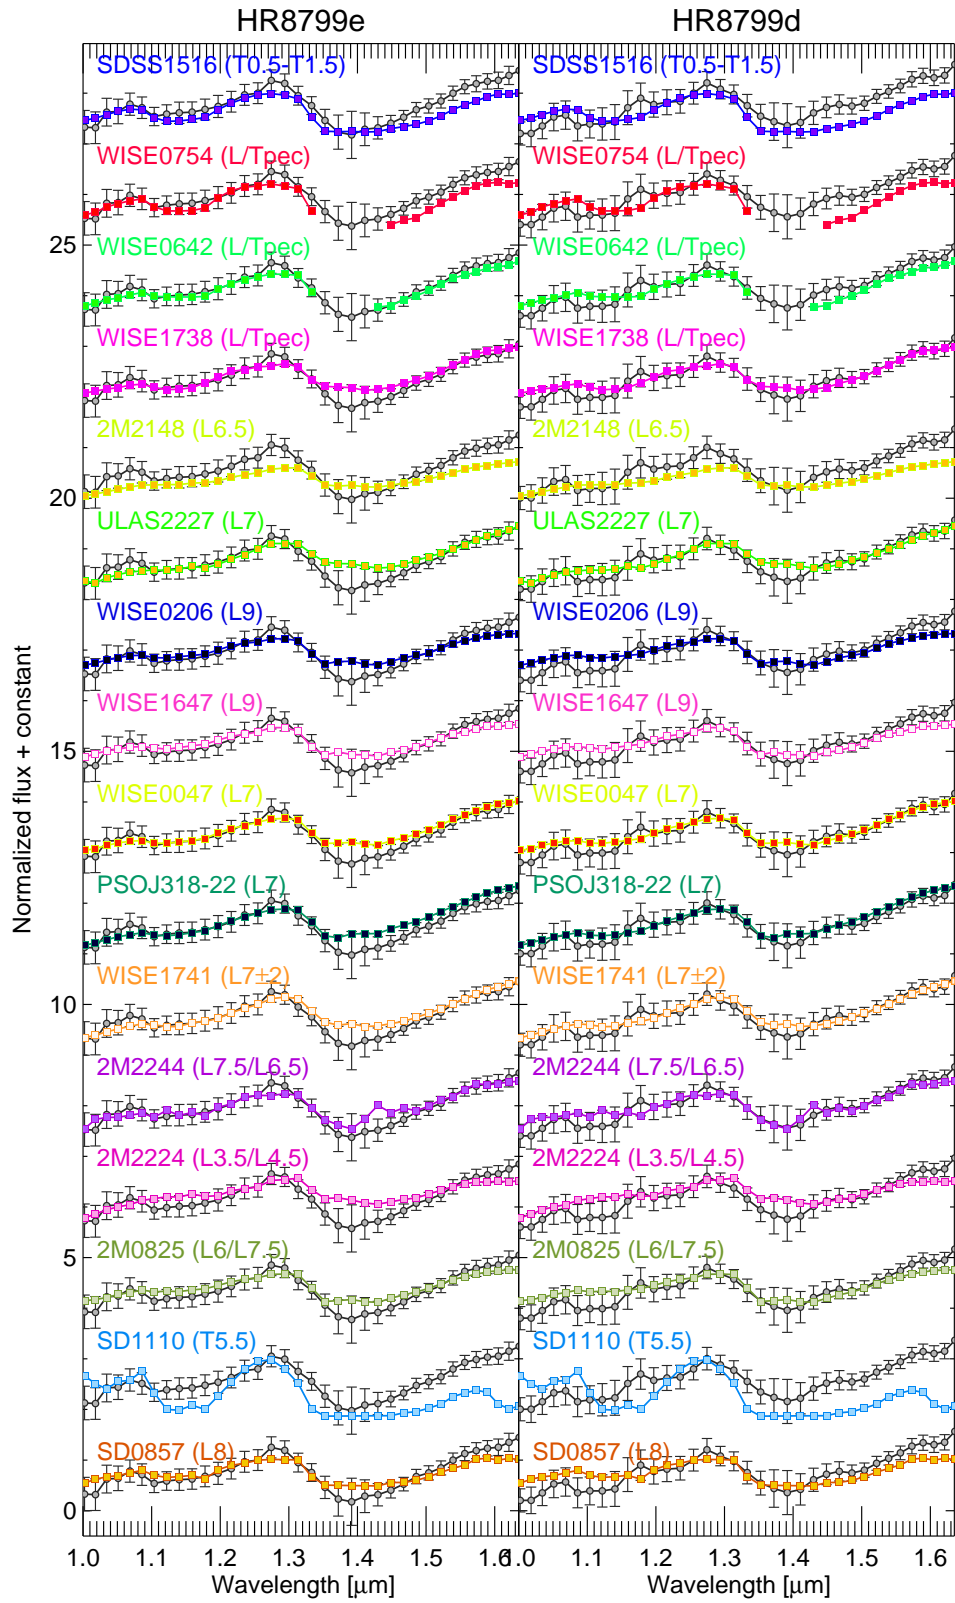 HR8799e HR8799d
SDSS1516 (T0.5-T1.5) SDSS1516 (T0.5-T1.5)
WISE0754 (L/Tpec) WISE0754 (L/Tpec)
25 WISE0642 (L/Tpec) WISE0642 (L/Tpec)
WISE1738 (L/Tpec) WISE1738 (L/Tpec)
2M2148 (L6.5) 2M2148 (L6.5)
20 ULAS2227 (L7) ULAS2227 (L7)
WISE0206 (L9) WISE0206 (L9)
WISE1647 (L9) WISE1647 (L9)
15
WISE0047 (L7) WISE0047 (L7)
PSOJ318-22 (L7) PSOJ318-22 (L7)
WISE1741 (L7±2) WISE1741 (L7±2)
10
2M2244 (L7.5/L6.5) 2M2244 (L7.5/L6.5)
2M2224 (L3.5/L4.5) 2M2224 (L3.5/L4.5)
5 2M0825 (L6/L7.5) 2M0825 (L6/L7.5)
SD1110 (T5.5) SD1110 (T5.5)
SD0857 (L8) SD0857 (L8)
0
Normalized flux + constant
1.0 1.1 1.2 1.3 1.4 1.5 1.6 1.0 1.1 1.2 1.3 1.4 1.5 1.6
Wavelength [μm] Wavelength [μm]